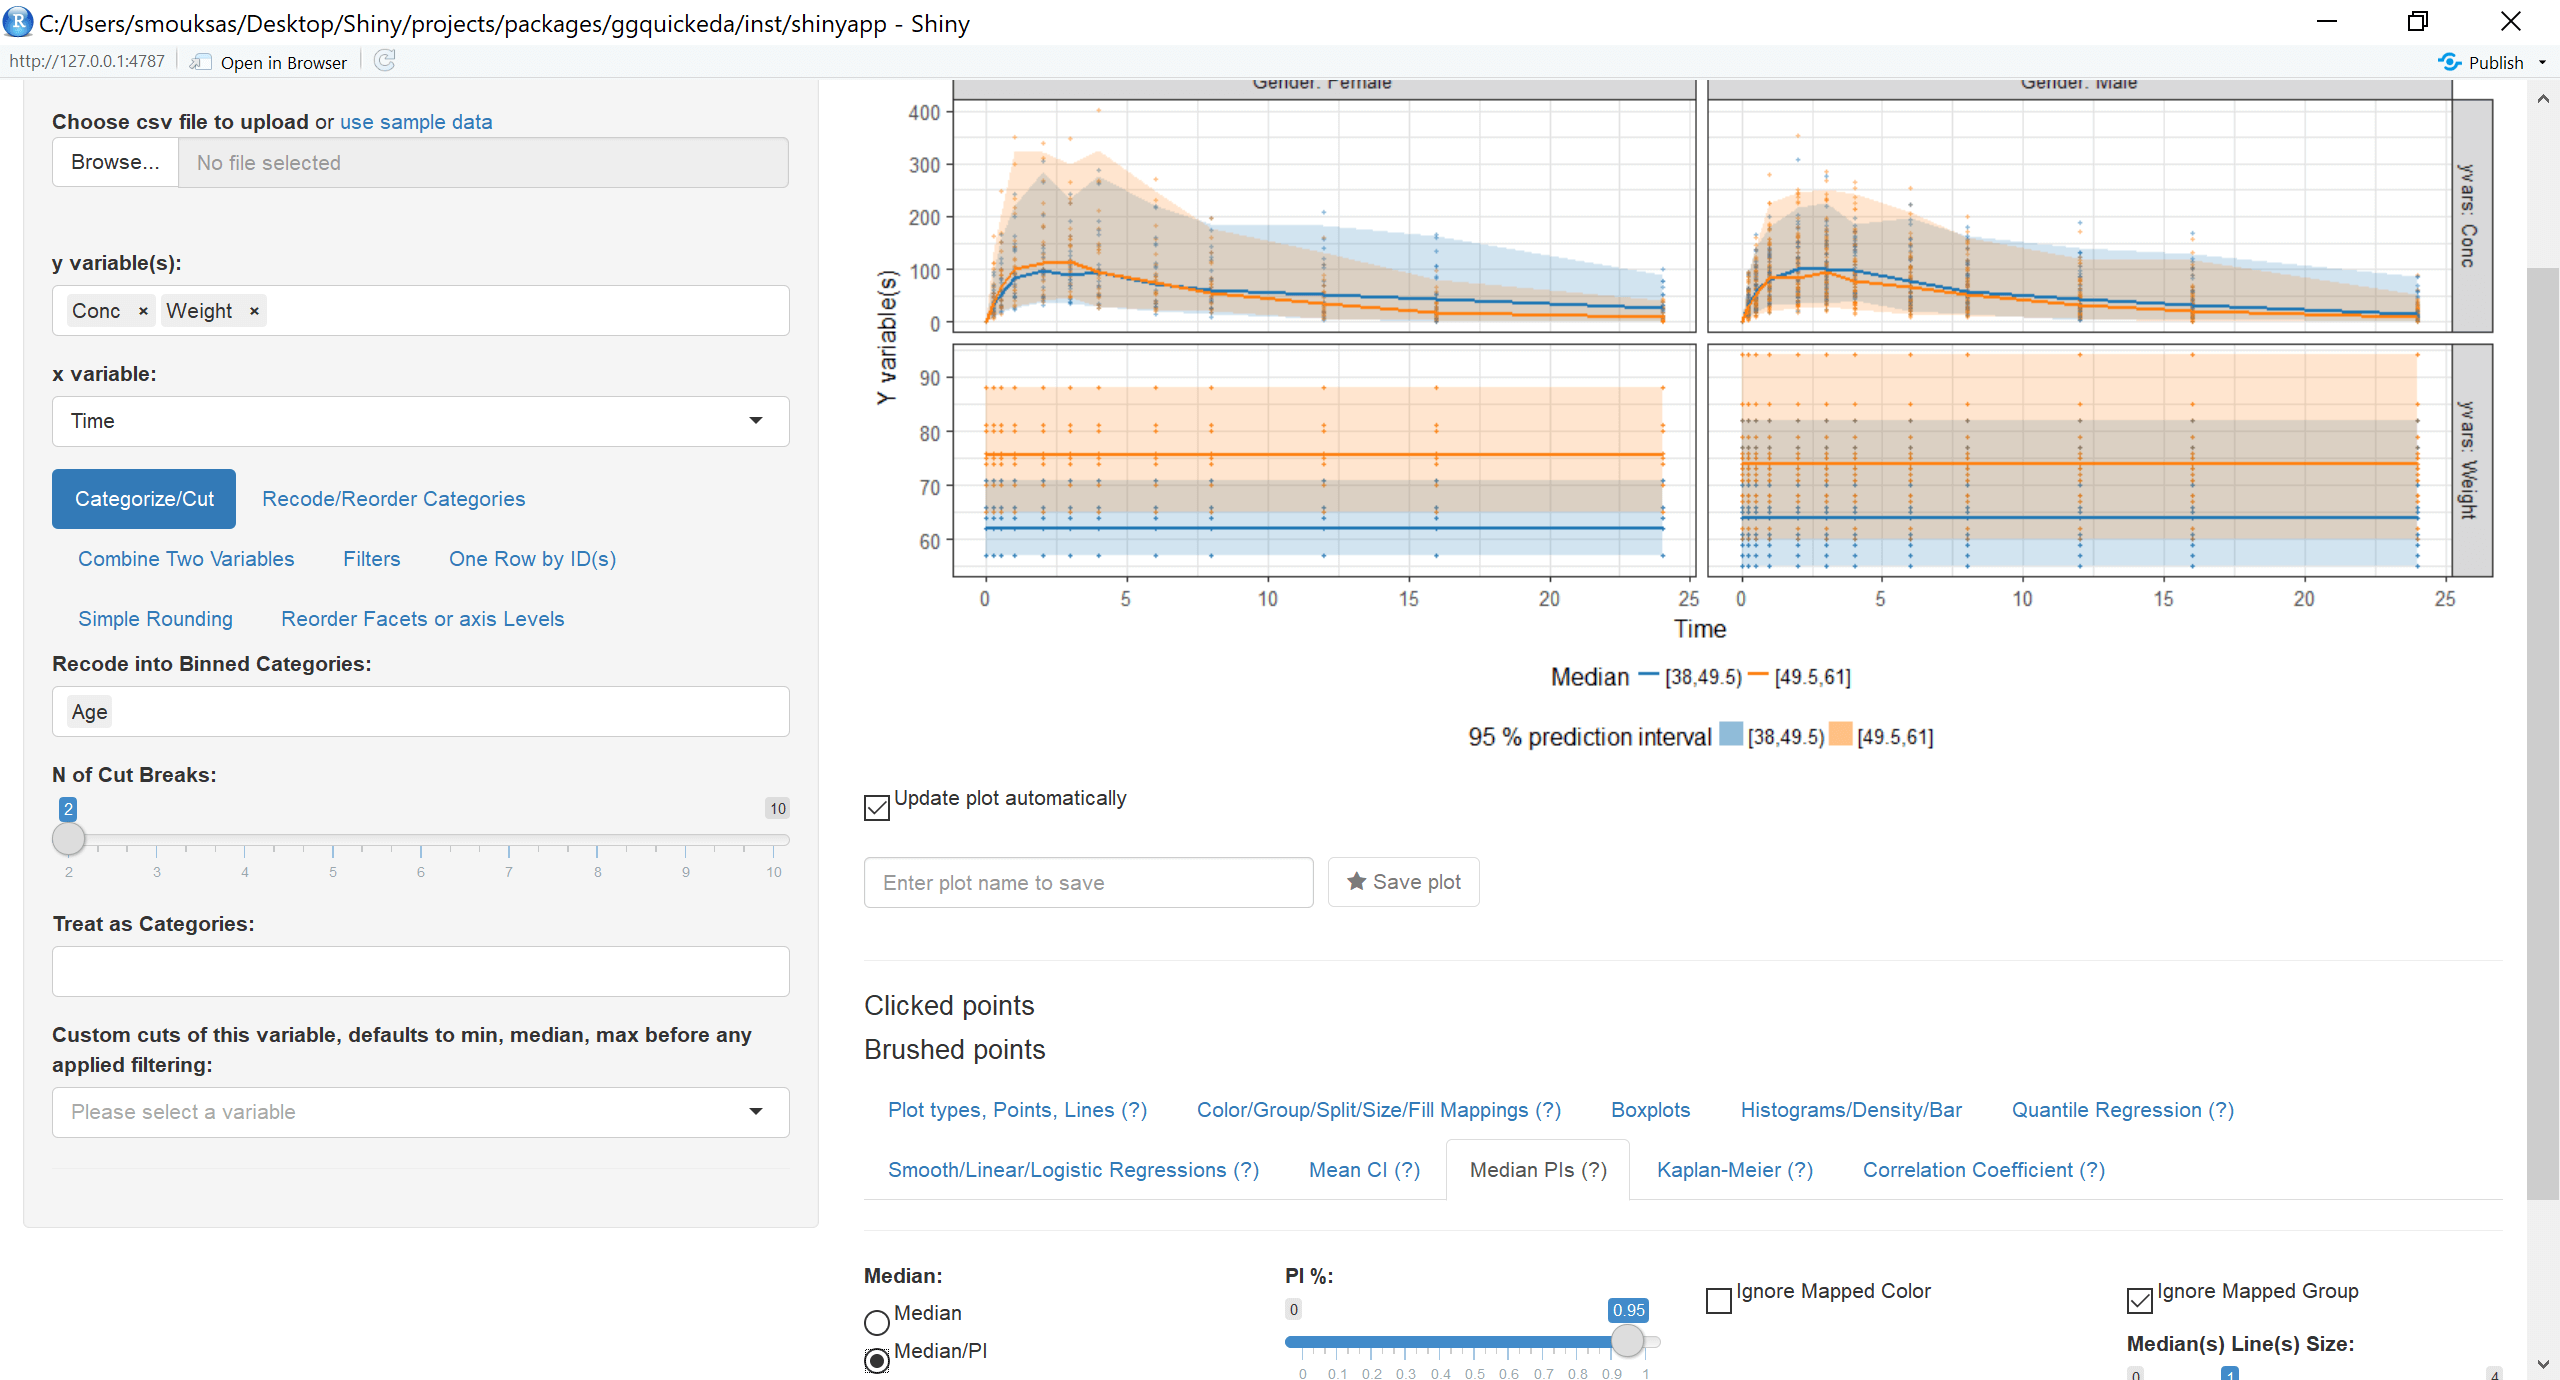 C:/Users/smouksas/Desktop/Shiny/projects/packages/ggquickeda/inst/shinyapp - Shiny
http://127.0.0.1:4787 Open in Browser Publish
Choose csv file to upload or use sample data
Browse... No file selected
y variable(s):
Conc × Weight ×
x variable:
Time
Categorize/Cut Recode/Reorder Categories
Combine Two Variables Filters One Row by ID(s)
Simple Rounding Reorder Facets or axis Levels
Recode into Binned Categories:
Age
N of Cut Breaks:
2 10
2 3 4 5 6 7 8 9 10
Treat as Categories:
Custom cuts of this variable, defaults to min, median, max before any
applied filtering:
Please select a variable
Gender: Female Gender: Male
400
300
200
100
0
yvars: Conc
Y variable(s)
90
80
70
60
yvars: Weight
0 5 10 15 20 25 0 5 10 15 20 25
Time
Median [38,49.5) [49.5,61]
95 % prediction interval [38,49.5) [49.5,61]
Update plot automatically
Enter plot name to save Save plot
Clicked points
Brushed points
Plot types, Points, Lines (?) Color/Group/Split/Size/Fill Mappings (?) Boxplots Histograms/Density/Bar Quantile Regression (?)
Smooth/Linear/Logistic Regressions (?) Mean CI (?) Median PIs (?) Kaplan-Meier (?) Correlation Coefficient (?)
Median:
Median
Median/PI
PI %:
0 0.95
0 0.1 0.2 0.3 0.4 0.5 0.6 0.7 0.8 0.9 1
Ignore Mapped Color
Ignore Mapped Group
Median(s) Line(s) Size:
0 1 4